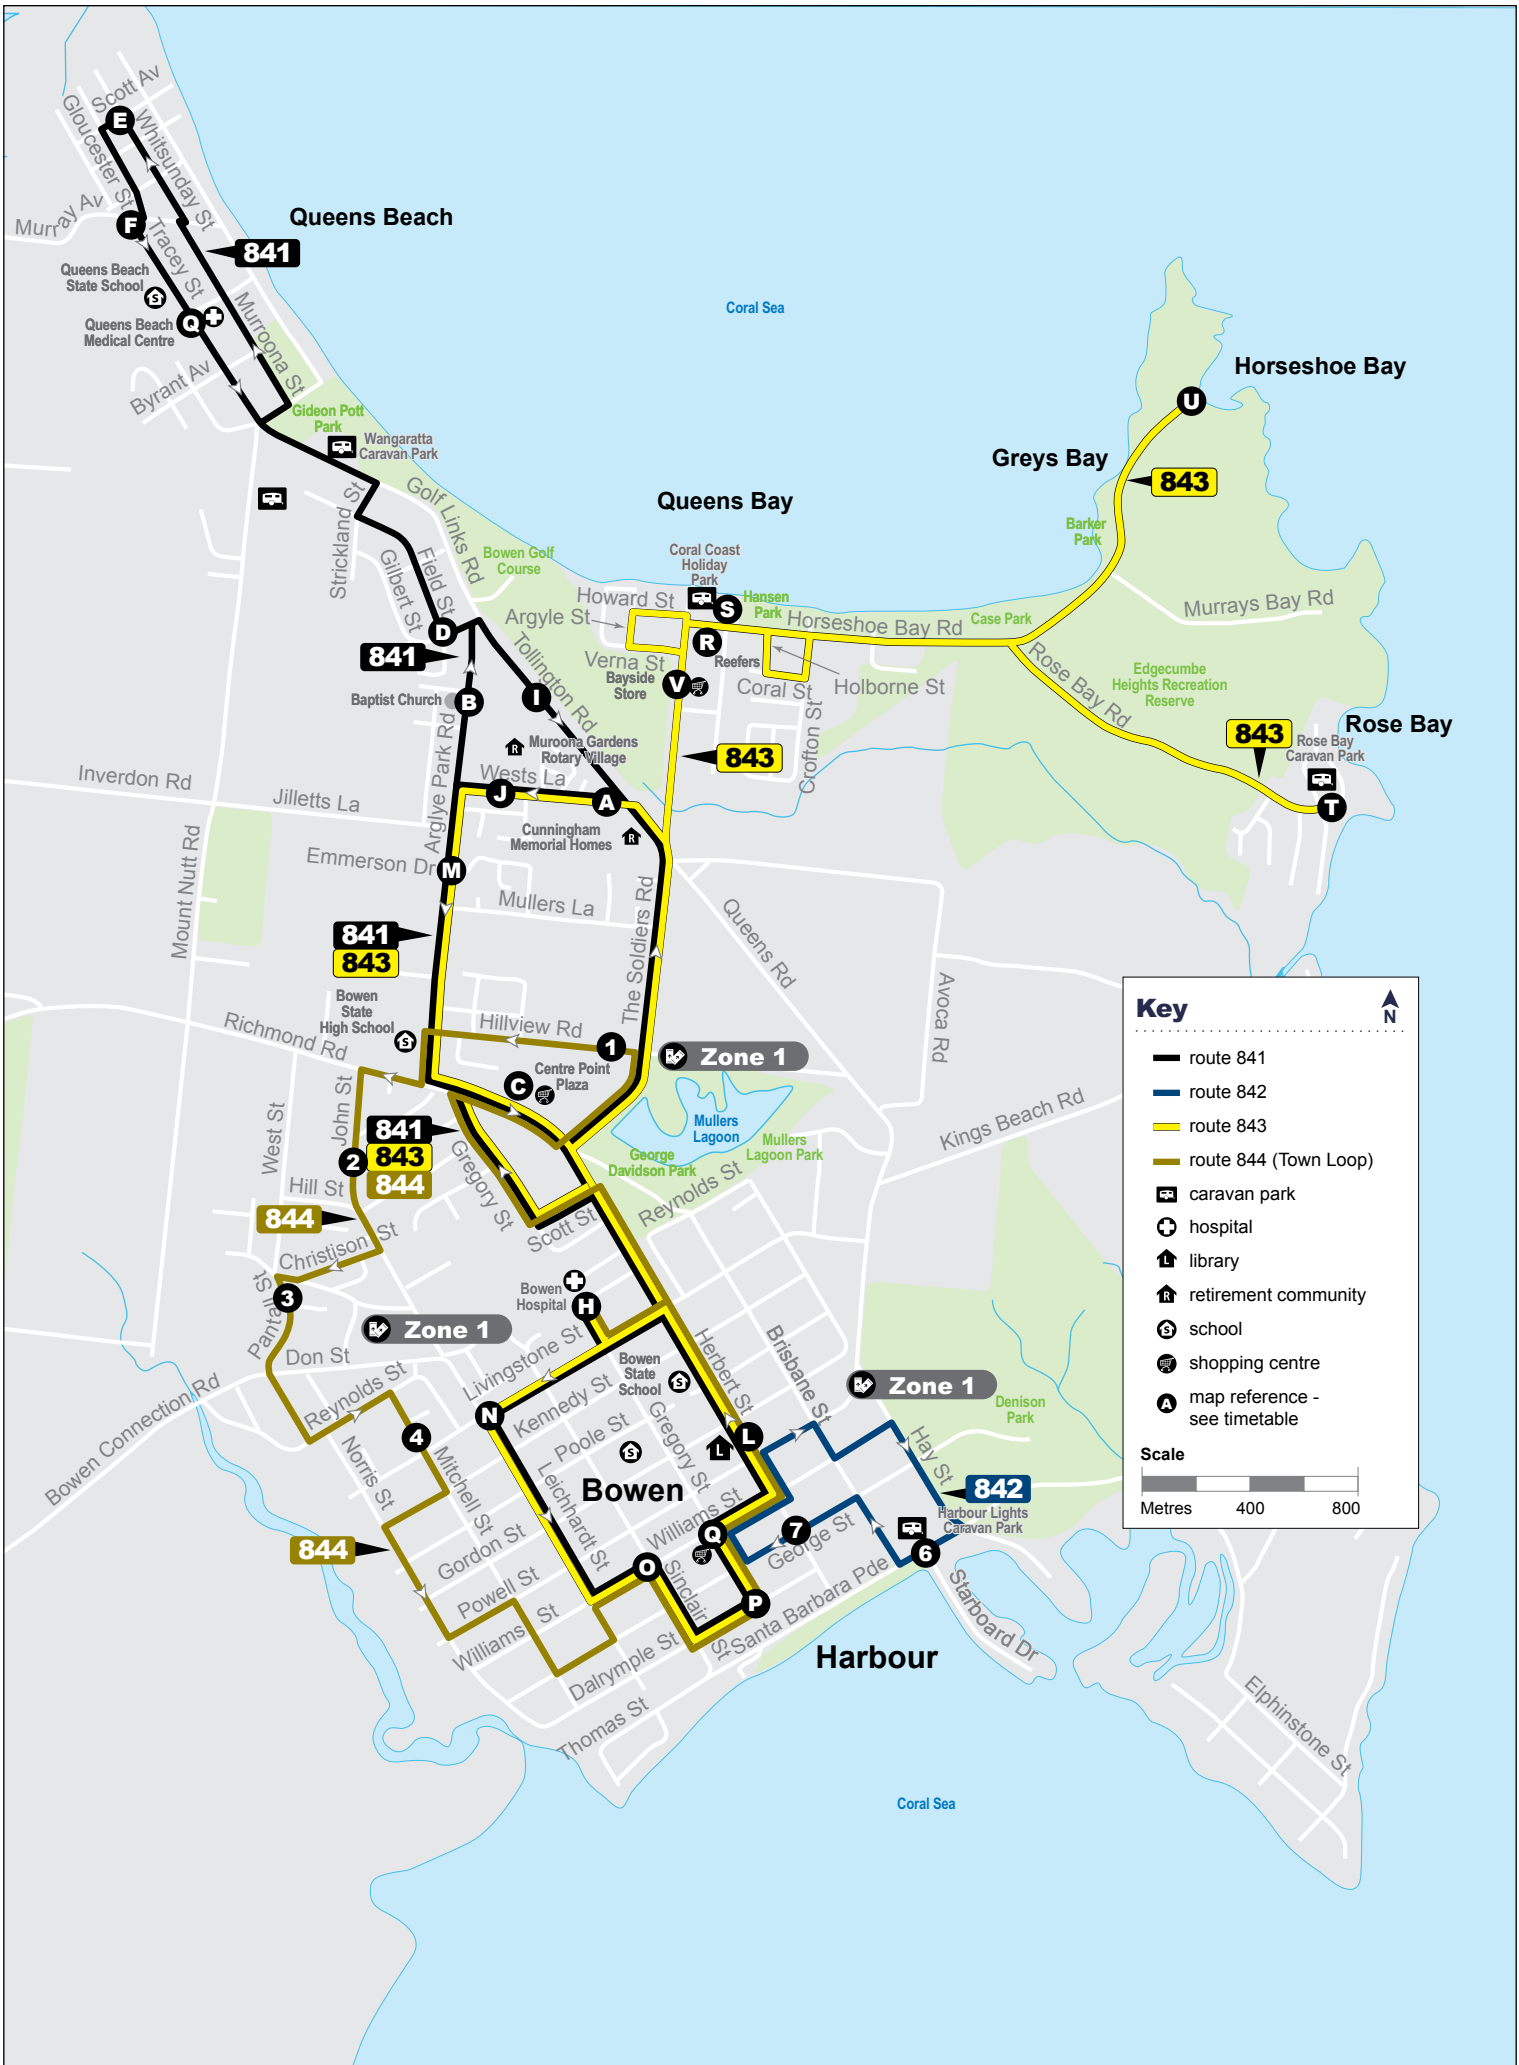 Scott Av
Gloucester St
Whitsunday St
E
Murray Av
F
Tracey St
Queens Beach
841
Queens Beach
State School
S
Queens Beach
Medical Centre
Q
Murroona St
Byrant Av
Gideon Pott
Park
Wangaratta
Caravan Park
Coral Sea
Horseshoe Bay
U
Greys Bay
843
Barker
Park
Queens Bay
Golf Links Rd
Strickland St
Gilbert St
Field St
Bowen Golf
Course
Coral Coast
Holiday
Park
Howard St
S
Hansen
Park
Argyle St
Horseshoe Bay Rd
Case Park
Murrays Bay Rd
D
841
Tollington Rd
Verna St
R
Reefers
Bayside
Store
V
Coral St
Holborne St
Rose Bay Rd
Edgecumbe
Heights Recreation
Reserve
Baptist Church
B
I
Crofton St
843
843
Rose Bay
Rose Bay
Caravan Park
T
Muroona Gardens
Rotary Village
R
Wests La
J
A
Inverdon Rd
Jilletts La
Arglye Park Rd
Cunningham
Memorial Homes
R
Emmerson Dr
M
Mount Nutt Rd
Mullers La
The Soldiers Rd
Queens Rd
Avoca Rd
841
843
Bowen
State
High School
S
Richmond Rd
Hillview Rd
1
Zone 1
C
Centre Point
Plaza
Mullers
Lagoon
Mullers
Lagoon Park
George
Davidson Park
Kings Beach Rd
John St
West St
841
843
844
2
Hill St
844
Gregory St
Scott St
Reynolds St
Christison St
3
Pantall St
Zone 1
Don St
Bowen
Hospital
H
Livingstone St
Bowen
State
School
S
Herbert St
Brisbane St
Zone 1
Denison
Park
Reynolds St
Bowen Connection Rd
4
N
Kennedy St
Poole St
S
Gregory St
L
L
Hay St
842
Harbour Lights
Caravan Park
Norris St
Mitchell St
Leichhardt St
Bowen
Williams St
Q
7
George St
6
844
Gordon St
Powell St
O
Sinclair St
P
Santa Barbara Pde
Starboard Dr
Williams St
Dalrymple St
Harbour
Thomas St
Elphinstone St
Coral Sea
Key
N
route 841
route 842
route 843
route 844 (Town Loop)
caravan park
hospital
L
library
R
retirement community
S
school
shopping centre
A
map reference -
see timetable
Scale
Metres 400 800